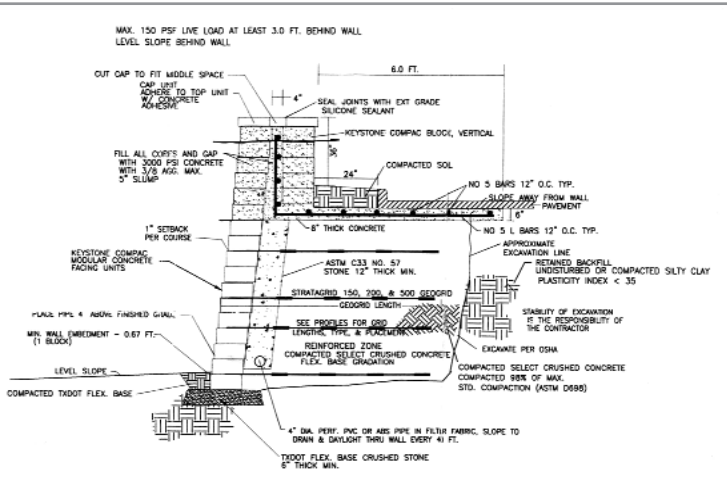 MAX. 150 PSF LIVE LOAD AT LEAST 3.0 FT. BEHIND WALL
LEVEL SLOPE BEHIND WALL
CUT CAP TO FIT MIDDLE SPACE
CAP UNIT
ADHERE TO TOP UNIT
W/ CONCRETE
ADHESIVE
6.0 FT.
4"
SEAL JOINTS WITH EXT GRADE
SILICONE SEALANT
KEYSTONE COMPAC BLOCK, VERTICAL
36"
FILL ALL CORES AND GAP
WITH 3000 PSI CONCRETE
WITH 3/8 AGG. MAX.
5" SLUMP
COMPACTED SOL
24"
NO 5 BARS 12" O.C. TYP.
SLOPE AWAY FROM WALL
PAVEMENT
6"
8" THICK CONCRETE
NO 5 L BARS 12" O.C. TYP.
1" SETBACK
PER COURSE
APPROXIMATE
EXCAVATION LINE
KEYSTONE COMPAC
MODULAR CONCRETE
FACING UNITS
RETAINED BACKFILL
UNDISTURBED OR COMPACTED SILTY CLAY
PLASTICITY INDEX < 35
ASTM C33 NO. 57
STONE 12" THICK MIN.
STRATAGRID 150, 200, & 500 GEOGRID
GEOGRID LENGTH
STABILITY OF EXCAVATION
IS THE RESPONSIBILITY OF
THE CONTRACTOR
PLACE PIPE 4" ABOVE FINISHED
SEE PROFILES FOR GRID
LENGTHS, TYPE, & PLACEMENT
MIN. WALL EMBEDMENT - 0.67 FT.
(1 BLOCK)
REINFORCED ZONE
COMPACTED SELECT CRUSHED CONCRETE
FLEX. BASE GRADATION
EXCAVATE PER OSHA
LEVEL SLOPE
COMPACTED SELECT CRUSHED CONCRETE
COMPACTED 98% OF MAX.
STD. COMPACTION (ASTM D698)
COMPACTED TXDOT FLEX. BASE
4" DIA. PERF. PVC OR ABS PIPE IN FILTER FABRIC, SLOPE TO
DRAIN & DAYLIGHT THRU WALL EVERY FT.
TXDOT FLEX. BASE CRUSHED STONE
6" THICK MIN.